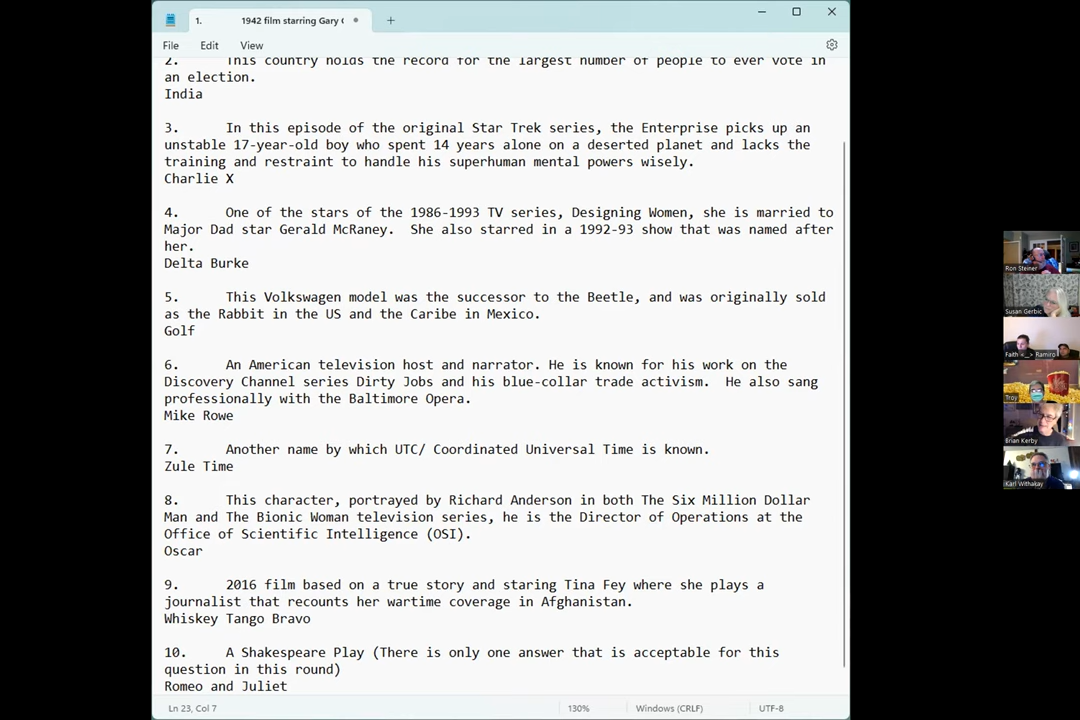 1.	1942 film starring Gary (
File	Edit	View
2.	This country holds the record for the largest number of people to ever vote in
an election.
India
3.	In this episode of the original Star Trek series, the Enterprise picks up an
unstable 17-year-old boy who spent 14 years alone on a deserted planet and lacks the
training and restraint to handle his superhuman mental powers wisely.
Charlie X
4.	One of the stars of the 1986-1993 TV series, Designing Women, she is married to
Major Dad star Gerald McRaney.  She also starred in a 1992-93 show that was named after
her.
Delta Burke
5.	This Volkswagen model was the successor to the Beetle, and was originally sold
as the Rabbit in the US and the Caribe in Mexico.
Golf
6.	An American television host and narrator. He is known for his work on the
Discovery Channel series Dirty Jobs and his blue-collar trade activism.  He also sang
professionally with the Baltimore Opera.
Mike Rowe
7.	Another name by which UTC/ Coordinated Universal Time is known.
Zule Time
8.	This character, portrayed by Richard Anderson in both The Six Million Dollar
Man and The Bionic Woman television series, he is the Director of Operations at the
Office of Scientific Intelligence (OSI).
Oscar
9.	2016 film based on a true story and staring Tina Fey where she plays a
journalist that recounts her wartime coverage in Afghanistan.
Whiskey Tango Bravo
10.	A Shakespeare Play (There is only one answer that is acceptable for this
question in this round)
Romeo and Juliet
Ln 23, Col 7	130%	Windows (CRLF)	UTF-8
Ron Steiner
Susan Gerbic
Faith <_> Ramiro
Troy
Brian Kerby
Karl Withakay